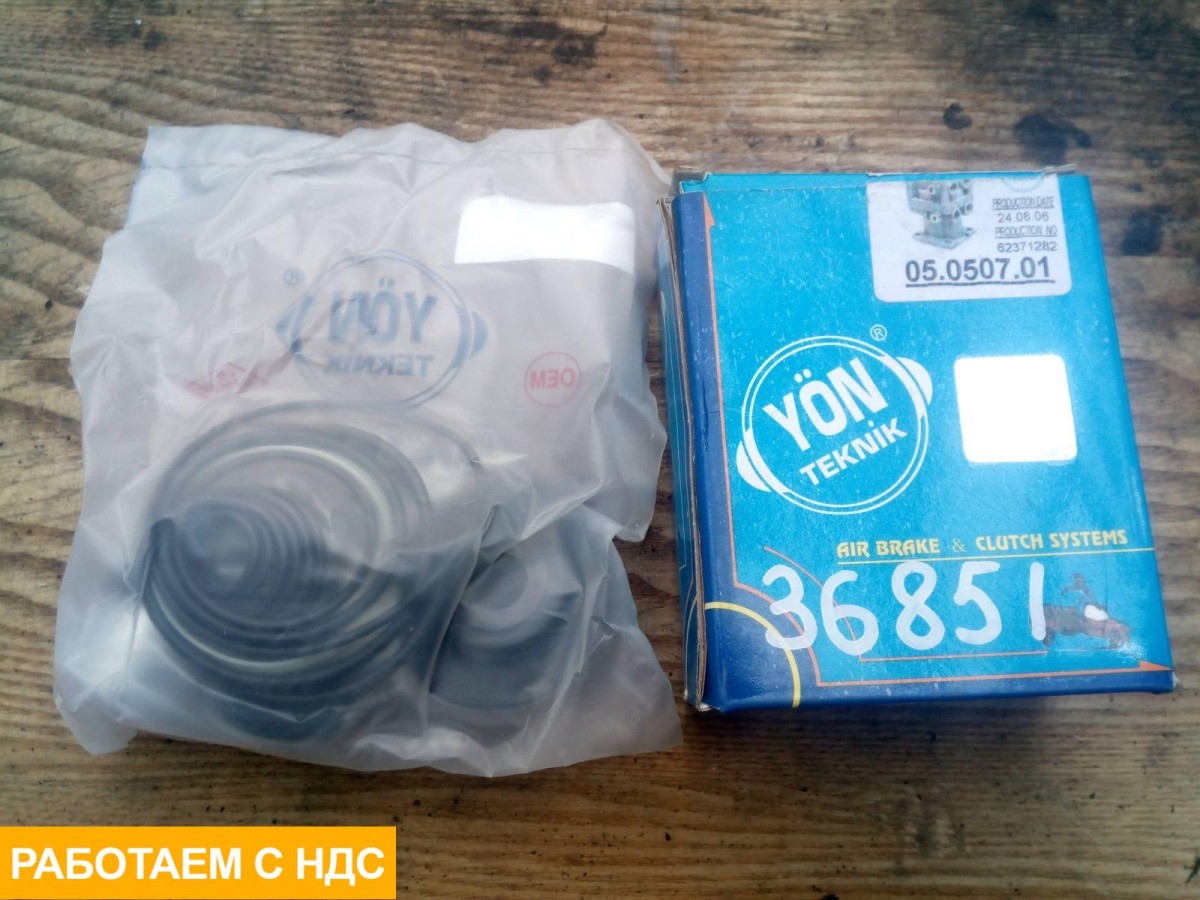 YÖN
TEKNİK
®
OEM
PRODUCTION DATE
24.08.06
PRODUCTION NO
62371282
05.0507.01
®
YÖN
TEKNİK
AIR BRAKE & CLUTCH SYSTEMS
36851
РАБОТАЕМ С НДС